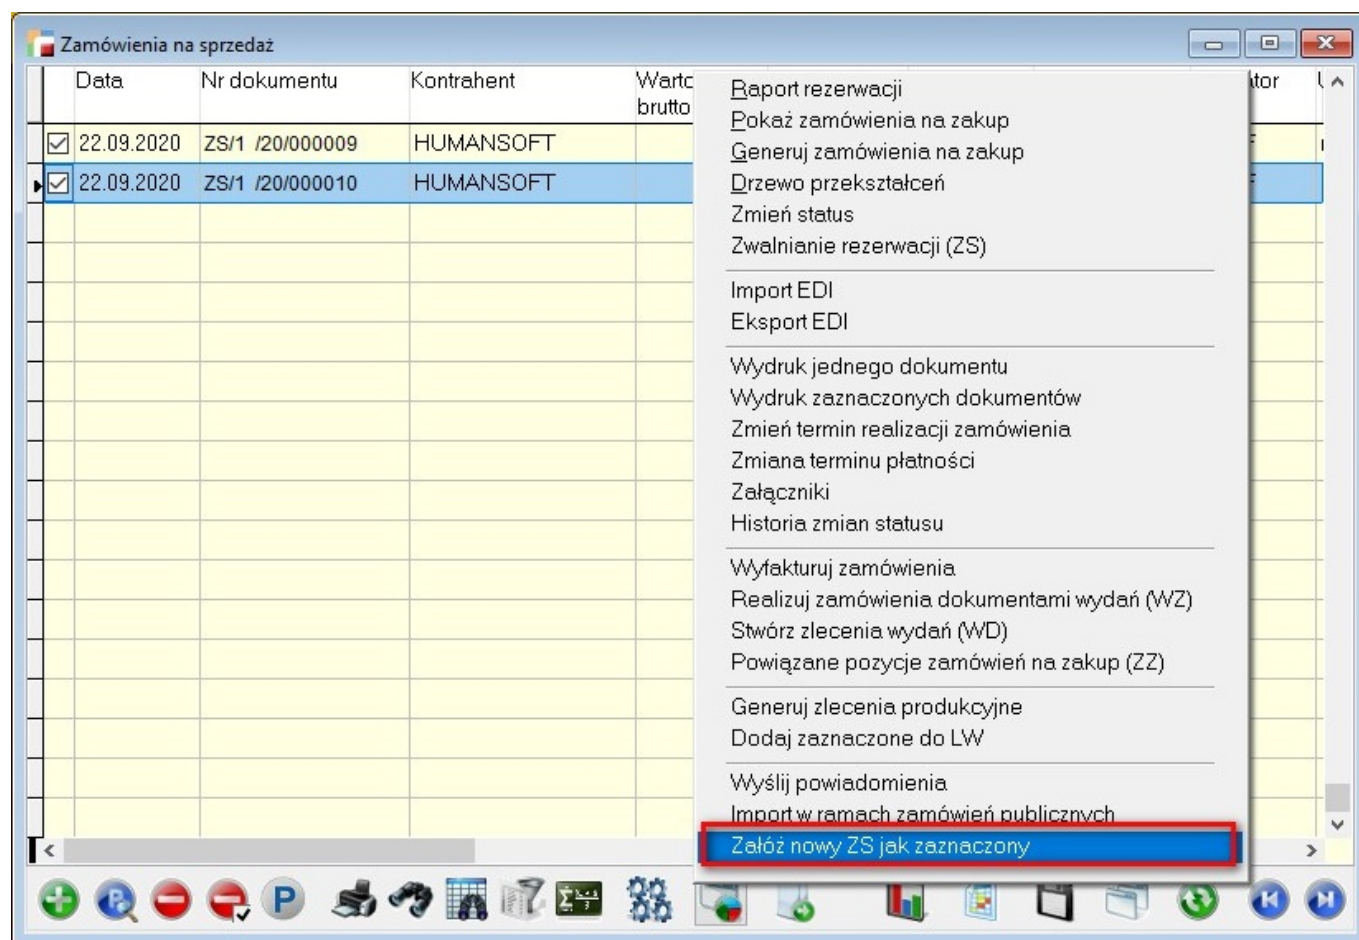 Zamówienia na sprzedaż
Data Nr dokumentu Kontrahent
brutto
22.09.2020 ZS/1 /20/000009 HUMANSOFT
22.09.2020 ZS/1 /20/000010 HUMANSOFT
Raport rezerwacji
Pokaż zamówienia na zakup
Generuj zamówienia na zakup
Drzewo przekształceń
Zmień status
Zwalnianie rezerwacji (ZS)
Import EDI
Eksport EDI
Wydruk jednego dokumentu
Wydruk zaznaczonych dokumentów
Zmień termin realizacji zamówienia
Zmiana terminu płatności
Załączniki
Historia zmian statusu
Wyfakturuj zamówienia
Realizuj zamówienia dokumentami wydań (WZ)
Stwórz zlecenia wydań (WD)
Powiązane pozycje zamówień na zakup (ZZ)
Generuj zlecenia produkcyjne
Dodaj zaznaczone do LW
Wyślij powiadomienia
Import w ramach zamówień publicznych
Załóż nowy ZS jak zaznaczony
P